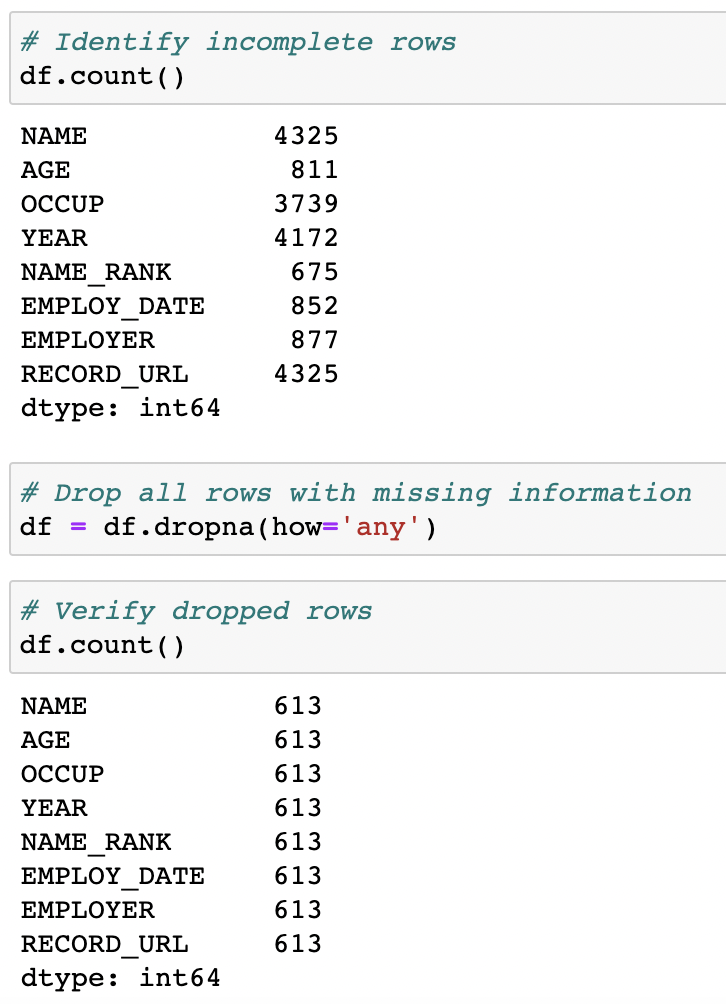 # Identify incomplete rows
df.count()
NAME 4325
AGE 811
OCCUP 3739
YEAR 4172
NAME_RANK 675
EMPLOY_DATE 852
EMPLOYER 877
RECORD_URL 4325
dtype: int64
# Drop all rows with missing information
df = df.dropna(how='any')
# Verify dropped rows
df.count()
NAME 613
AGE 613
OCCUP 613
YEAR 613
NAME_RANK 613
EMPLOY_DATE 613
EMPLOYER 613
RECORD_URL 613
dtype: int64